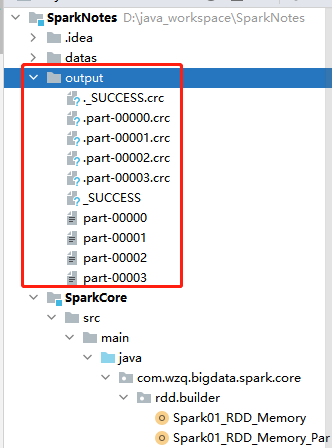 SparkNotes D:\java_workspace\SparkNotes
.idea
datas
output
._SUCCESS.crc
.part-00000.crc
.part-00001.crc
.part-00002.crc
.part-00003.crc
_SUCCESS
part-00000
part-00001
part-00002
part-00003
SparkCore
src
main
java
com.wzq.bigdata.spark.core
rdd.builder
Spark01_RDD_Memory
Spark01_RDD_Memory_Par